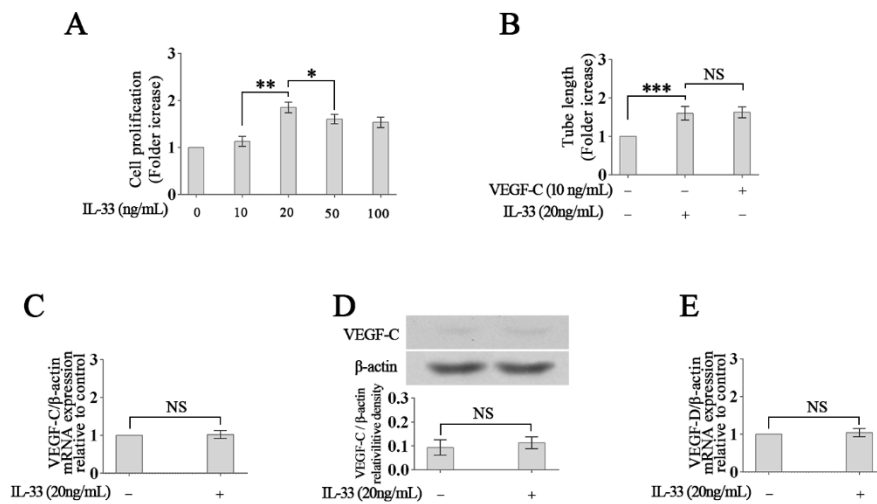 A
Cell prolification
(Folder icrease)
3
2
1
0
**
*
IL-33 (ng/mL)
0 10 20 50 100
B
Tube length
(Folder icrease)
3
2
1
0
***
NS
VEGF-C (10 ng/mL) – – +
IL-33 (20ng/mL) – + –
C
VEGF-C/β-actin
mRNA expression
relative to control
3
2
1
0
NS
IL-33 (20ng/mL) – +
D
VEGF-C
β-actin
VEGF-C / β-actin
relativilitive density
0.3
0.2
0.1
0.0
NS
IL-33 (20ng/mL) – +
E
VEGF-D/β-actin
mRNA expression
relative to control
3
2
1
0
NS
IL-33 (20ng/mL) – +